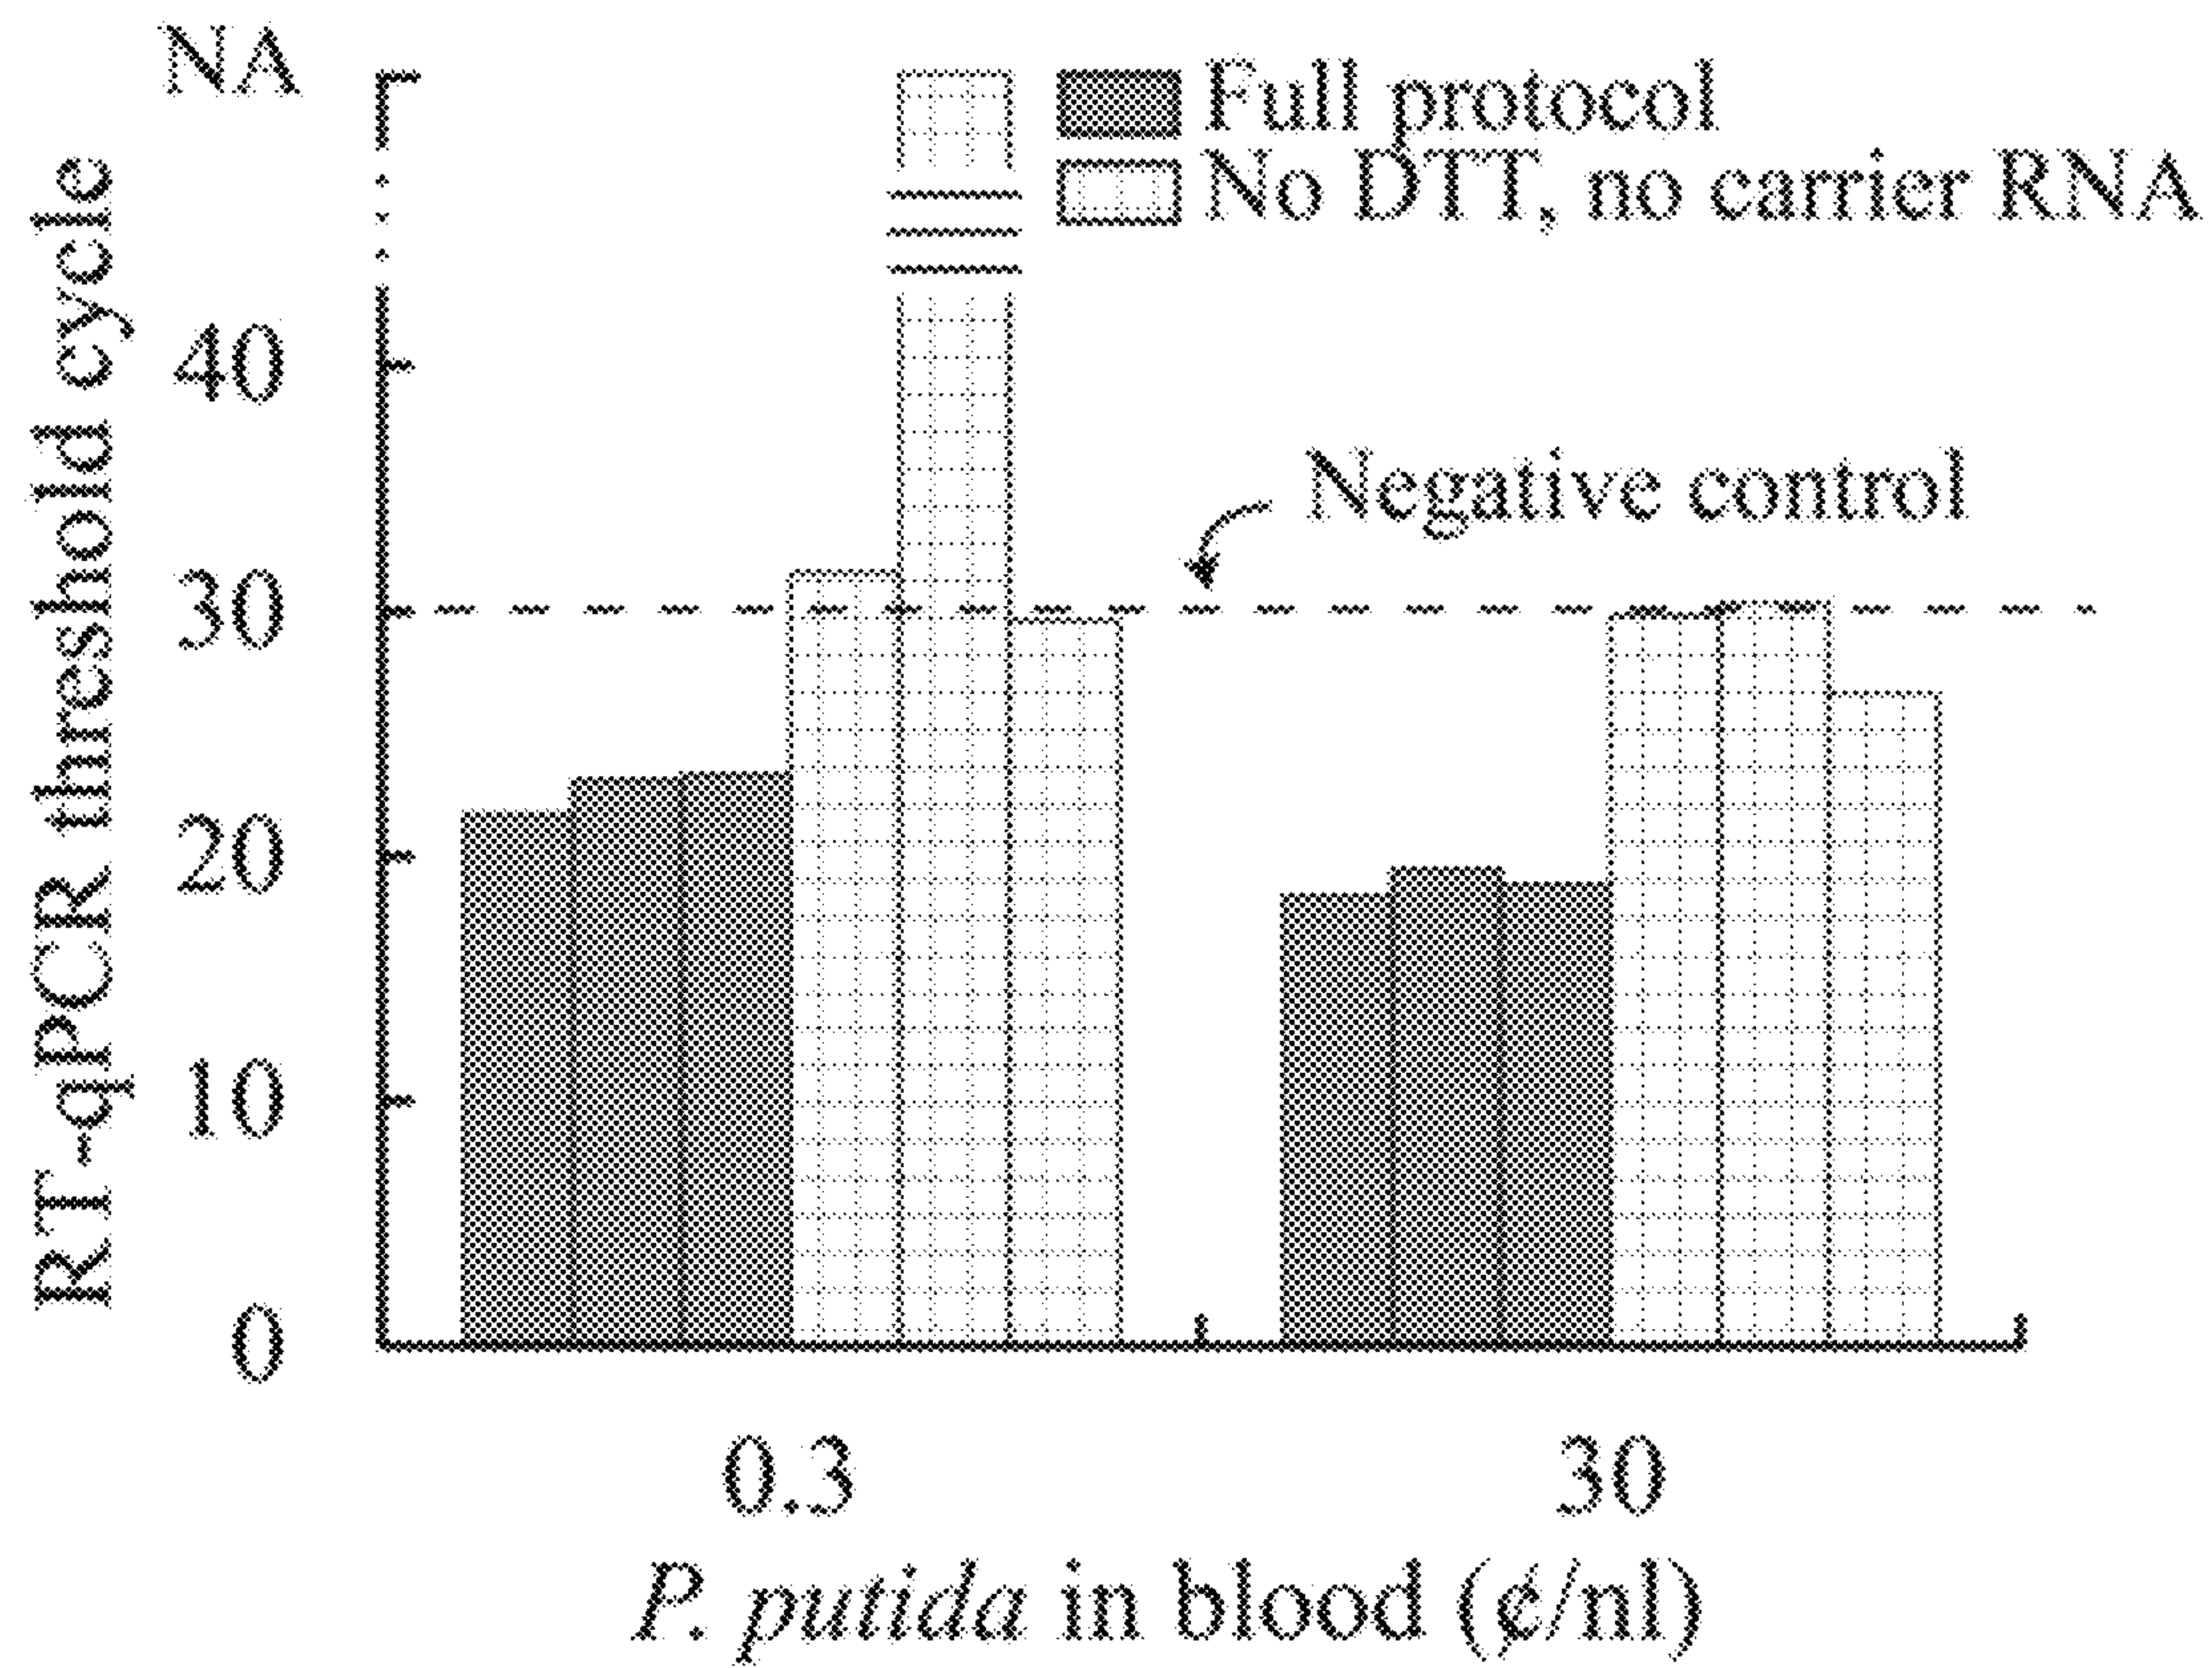 NA
Full protocol
No DTT, no carrier RNA
RT-qPCR threshold cycle
40
Negative control
30
20
10
0
0.3
30
P. putida in blood (¢/nl)